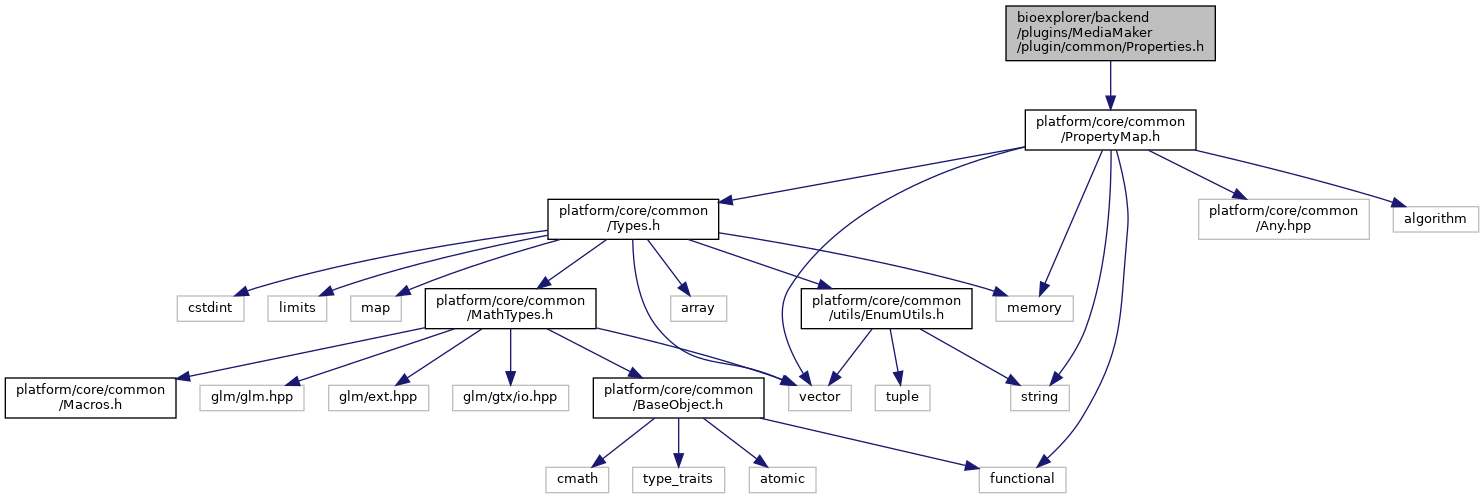 bioexplorer/backend
/plugins/MediaMaker
/plugin/common/Properties.h
platform/core/common
/PropertyMap.h
platform/core/common
/Types.h
platform/core/common
/Any.hpp
algorithm
cstdint
limits
map
platform/core/common
/MathTypes.h
array
platform/core/common
/utils/EnumUtils.h
memory
platform/core/common
/Macros.h
glm/glm.hpp
glm/ext.hpp
glm/gtx/io.hpp
platform/core/common
/BaseObject.h
vector
tuple
string
cmath
type_traits
atomic
functional